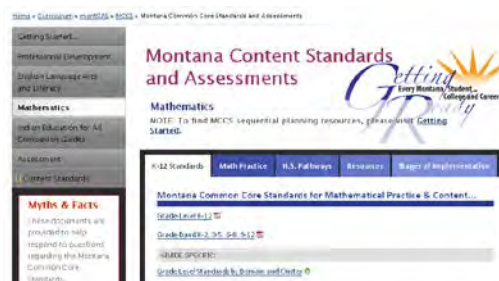 Home » Curriculum » montCAS » MCCS » Montana Common Core Standards and Assessments
Getting Started...
Professional Development
English Language Arts
and Literacy
Mathematics
Indian Education for All
Companion Guides
Assessment
Content Standards
Myths & Facts
These documents are
provided to help
respond to questions
regarding the Montana
Common Core
Standards.
Montana Content Standards
and Assessments
Getting
Every Montana Student...
College and Career
Ready
Mathematics
NOTE: To find MCCS sequential planning resources, please visit Getting
Started.
K-12 Standards
Math Practice
H.S. Pathways
Resources
Stages of Implementation
Montana Common Core Standards for Mathematical Practice & Content...
Grade Level K-12
Grade Band K-2, 3-5, 6-8, 9-12
GRADE SPECIFIC:
Grade Level Standards by Domain and Cluster